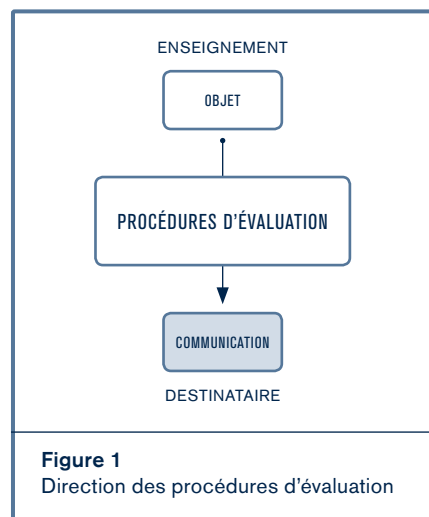 ENSEIGNEMENT
OBJET
PROCÉDURES D'ÉVALUATION
COMMUNICATION
DESTINATAIRE
Figure 1
Direction des procédures d'évaluation